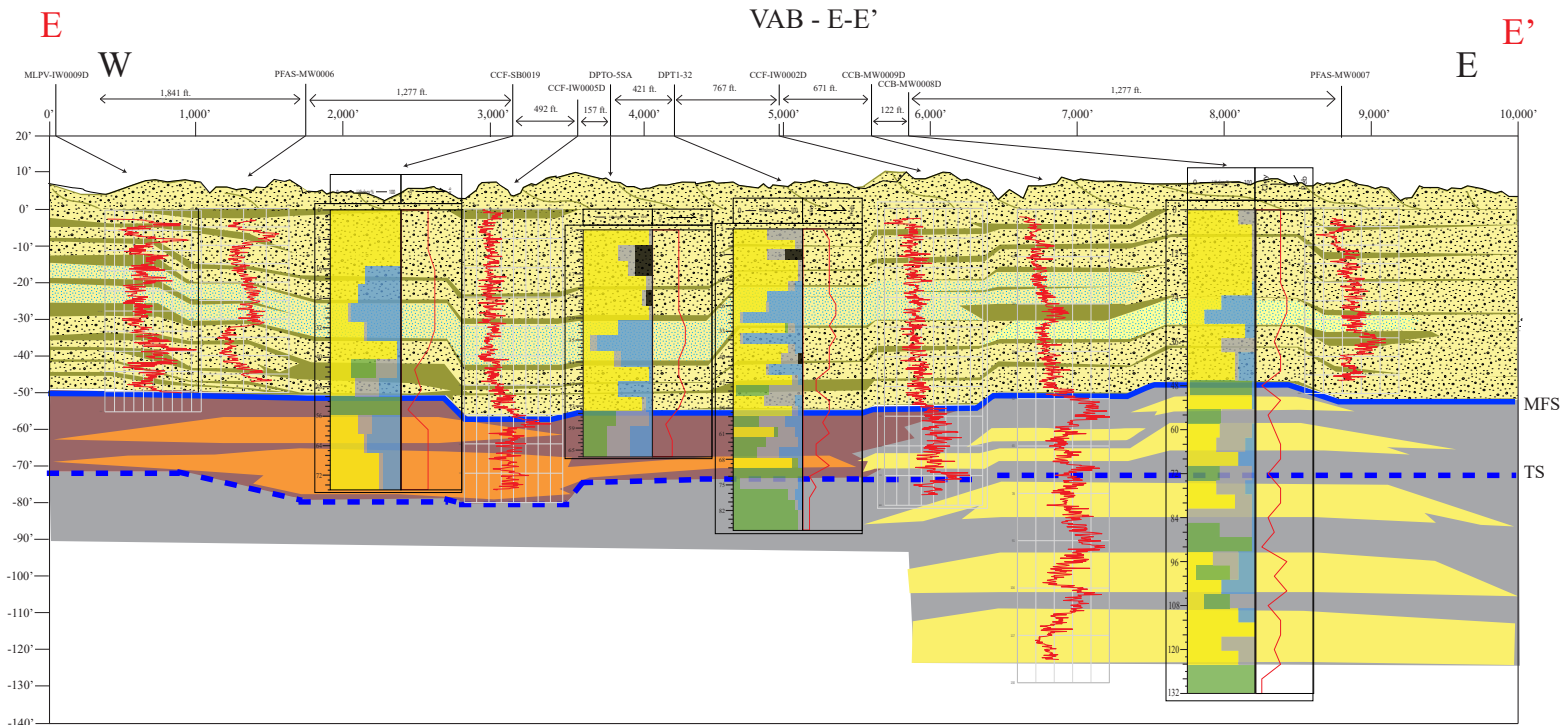 VAB - E-E’
E
E’
W
E
MLPV-IW0009D
PFAS-MW0006
CCF-SB0019
CCF-IW0005D
DPTO-5SA
DPT1-32
CCF-IW0002D
CCB-MW0009D
CCB-MW0008D
PFAS-MW0007
1,841 ft.
1,277 ft.
492 ft.
157 ft.
421 ft.
767 ft.
671 ft.
122 ft.
1,277 ft.
0’
1,000’
2,000’
3,000’
4,000’
5,000’
6,000’
7,000’
8,000’
9,000’
10,000’
20’
10’
0’
-10’
-20’
-30’
-40’
-50’
-60’
-70’
-80’
-90’
-100’
-110’
-120’
-130’
-140’
MFS
TS
61
68
75
82
60
84
96
108
120
132